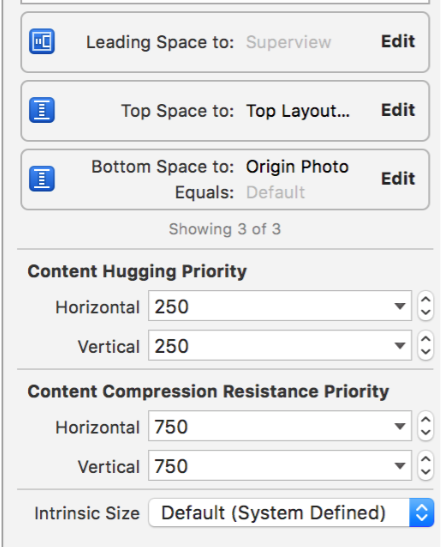 Leading Space to: Superview Edit
Top Space to: Top Layout... Edit
Bottom Space to: Origin Photo
Equals: Default Edit
Showing 3 of 3
Content Hugging Priority
Horizontal 250
Vertical 250
Content Compression Resistance Priority
Horizontal 750
Vertical 750
Intrinsic Size Default (System Defined)